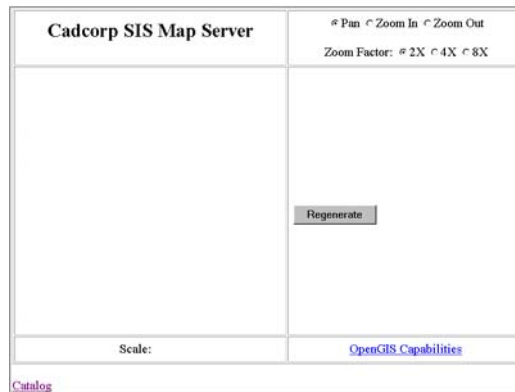 Cadcorp SIS Map Server
Pan Zoom In Zoom Out
Zoom Factor: 2X 4X 8X
Regenerate
Scale:
OpenGIS Capabilities
Catalog